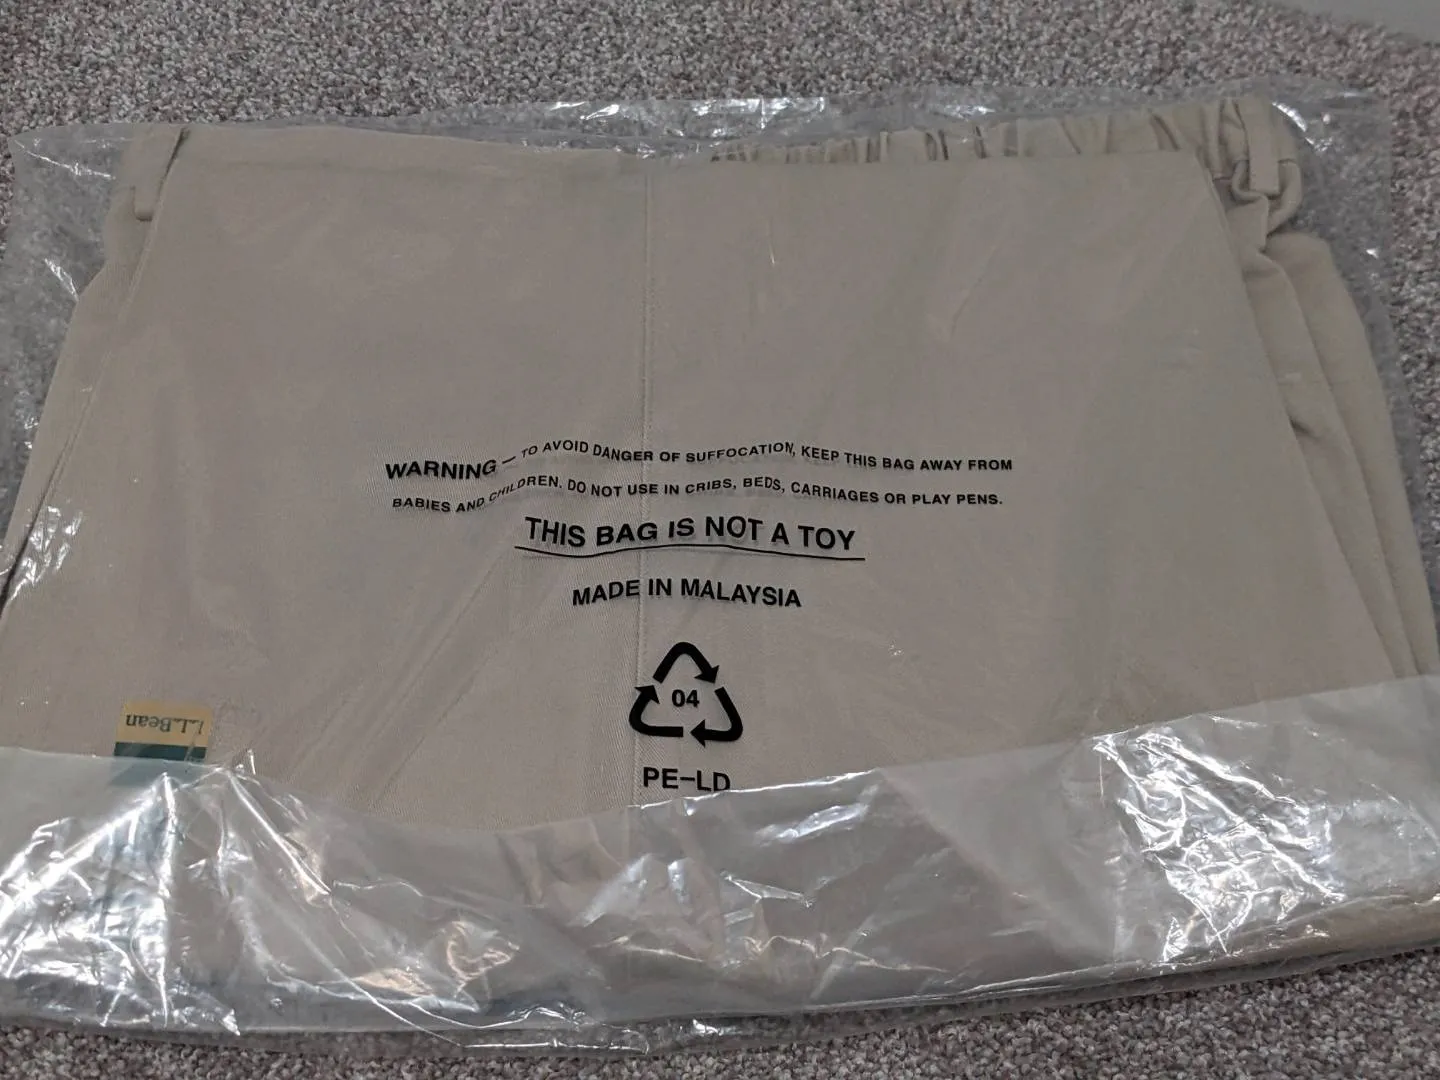 WARNING – TO AVOID DANGER OF SUFFOCATION, KEEP THIS BAG AWAY FROM
BABIES AND CHILDREN. DO NOT USE IN CRIBS, BEDS, CARRIAGES OR PLAY PENS.
THIS BAG IS NOT A TOY
MADE IN MALAYSIA
04
PE-LD
L.L.Bean